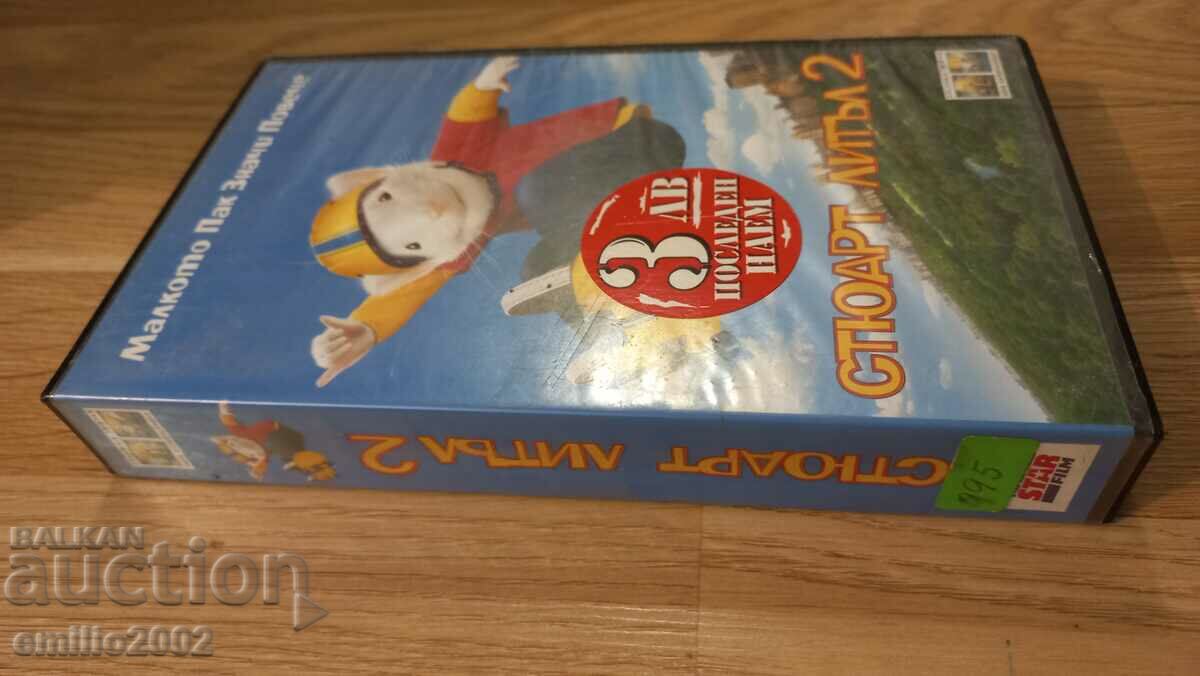 Малкото Пак Значи Повече
3
ЛВ
ПОСЛЕДЕН
НАЕМ
СТЮАРТ ЛИТЪЛ 2
СТЮАРТ ЛИТЪЛ 2
995
STAR
FILM
BALKAN
auction
emilio2002